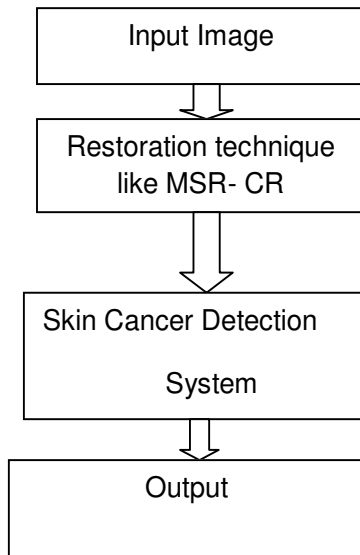 Input Image
Restoration technique
like MSR- CR
Skin Cancer Detection
System
Output